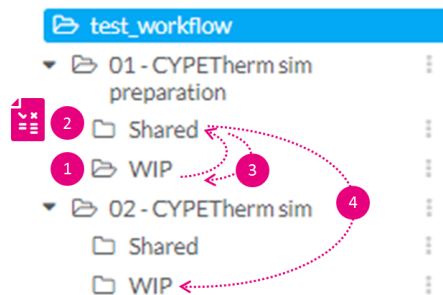 test_workflow
01 - CYPETherm sim
preparation
2 Shared
1 WIP
3
02 - CYPETherm sim
4
Shared
WIP